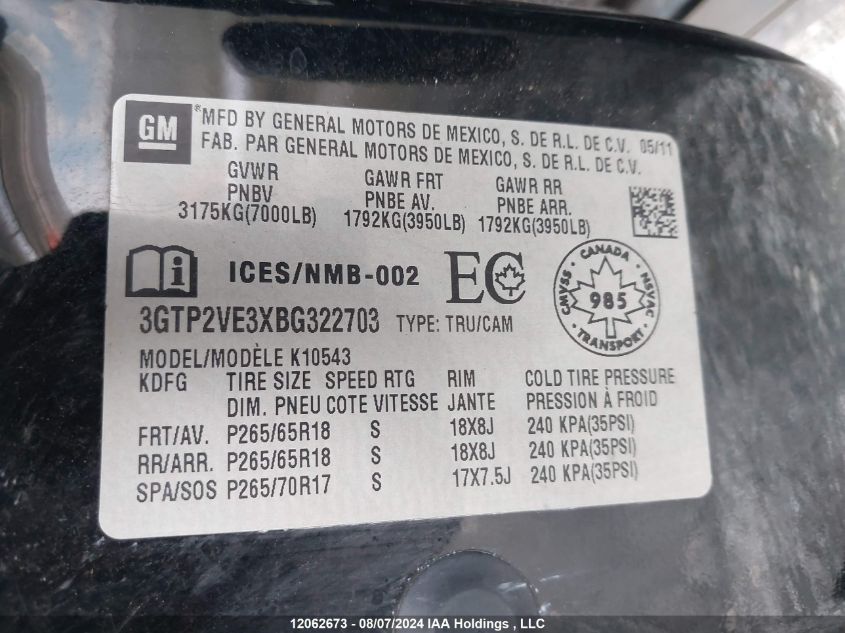 GM
*MFD BY GENERAL MOTORS DE MEXICO, S. DE R.L. DE C.V. 05/11
FAB. PAR GENERAL MOTORS DE MEXICO, S. DE R.L. DE C.V.
GVWR GAWR FRT GAWR RR
PNBV PNBE AV. PNBE ARR.
3175KG(7000LB) 1792KG(3950LB) 1792KG(3950LB)
i ICES/NMB-002 EC
CANADA
CMVSS 985 NSVAC
TRANSPORT
3GTP2VE3XBG322703 TYPE: TRU/CAM
MODEL/MODÈLE K10543
KDFG TIRE SIZE SPEED RTG RIM COLD TIRE PRESSURE
DIM. PNEU COTE VITESSE JANTE PRESSION À FROID
FRT/AV. P265/65R18 S 18X8J 240 KPA(35PSI)
RR/ARR. P265/65R18 S 18X8J 240 KPA(35PSI)
SPA/SOS P265/70R17 S 17X7.5J 240 KPA(35PSI)
12062673 - 08/07/2024 IAA Holdings , LLC